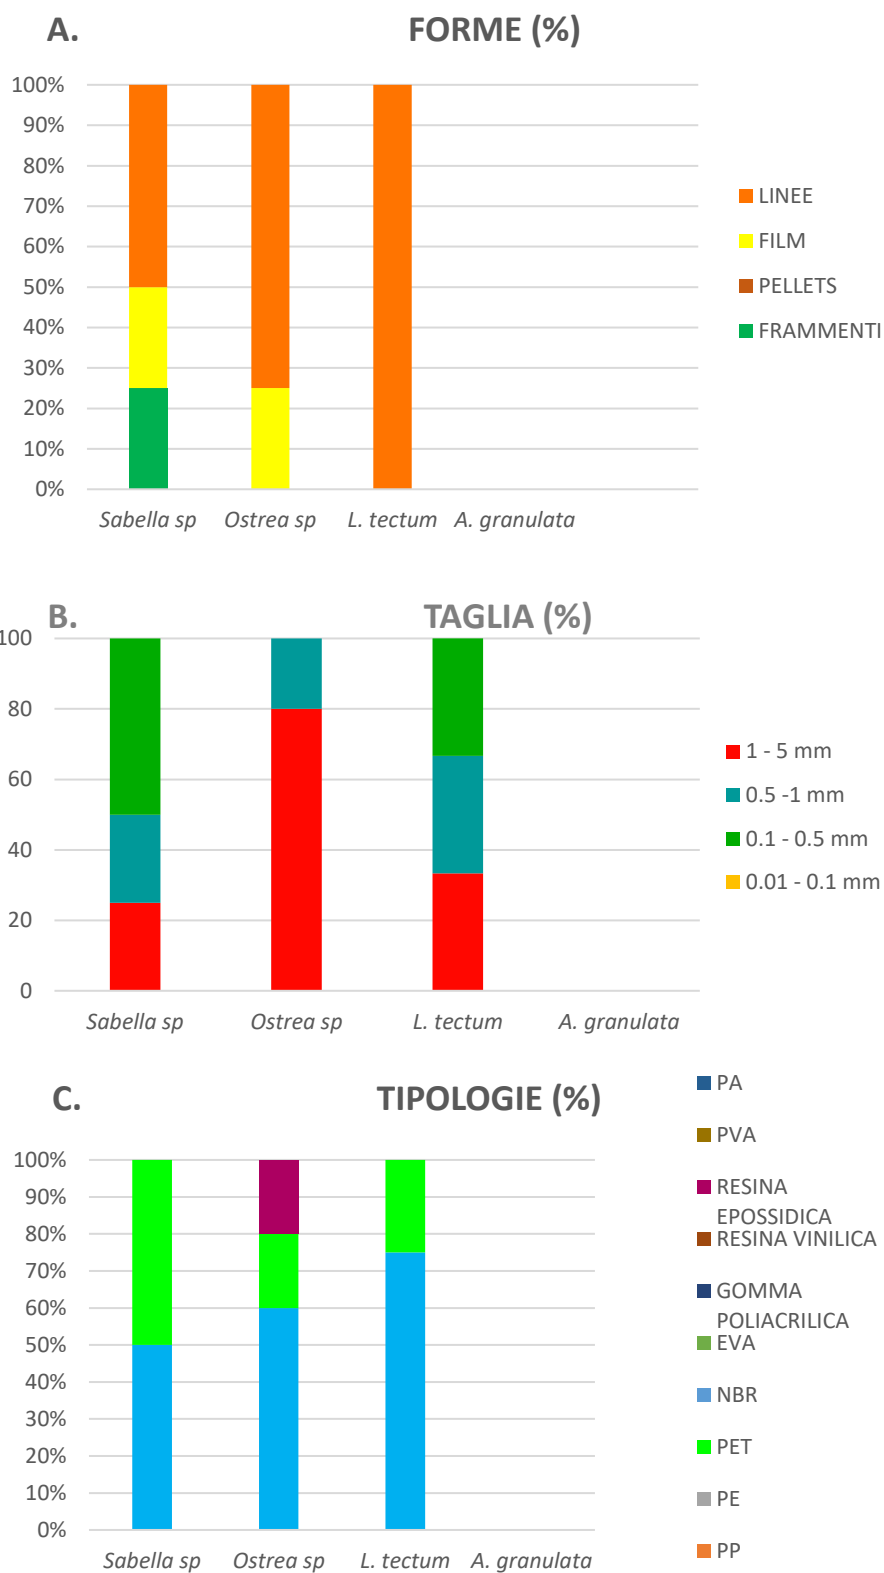 A.
FORME (%)
100%
90%
80%
70%
60%
50%
40%
30%
20%
10%
0%
Sabella sp
Ostrea sp
L. tectum
A. granulata
LINEE
FILM
PELLETS
FRAMMENTI
B.
TAGLIA (%)
100
80
60
40
20
0
Sabella sp
Ostrea sp
L. tectum
A. granulata
1 - 5 mm
0.5 -1 mm
0.1 - 0.5 mm
0.01 - 0.1 mm
C.
TIPOLOGIE (%)
100%
90%
80%
70%
60%
50%
40%
30%
20%
10%
0%
Sabella sp
Ostrea sp
L. tectum
A. granulata
PA
PVA
RESINA
EPOSSIDICA
RESINA VINILICA
GOMMA
POLIACRILICA
EVA
NBR
PET
PE
PP